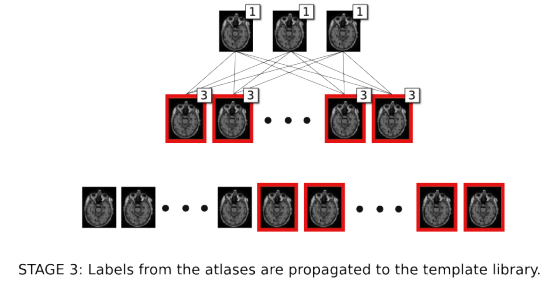 1 1 1
3 3 3 3
STAGE 3: Labels from the atlases are propagated to the template library.